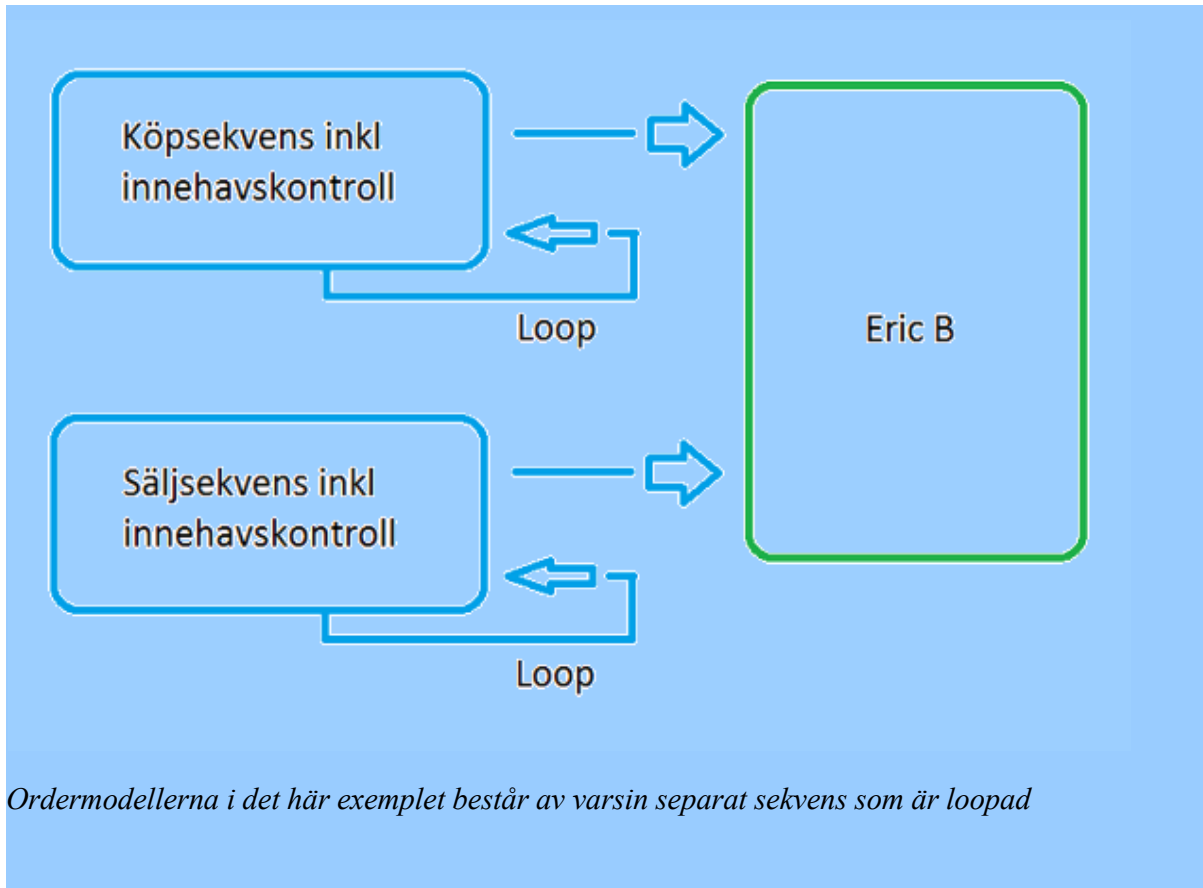 Köpsekvens inkl
innehavskontroll
Loop
Eric B
Säljsekvens inkl
innehavskontroll
Loop
Ordermodellerna i det här exemplet består av varsin separat sekvens som är loopad